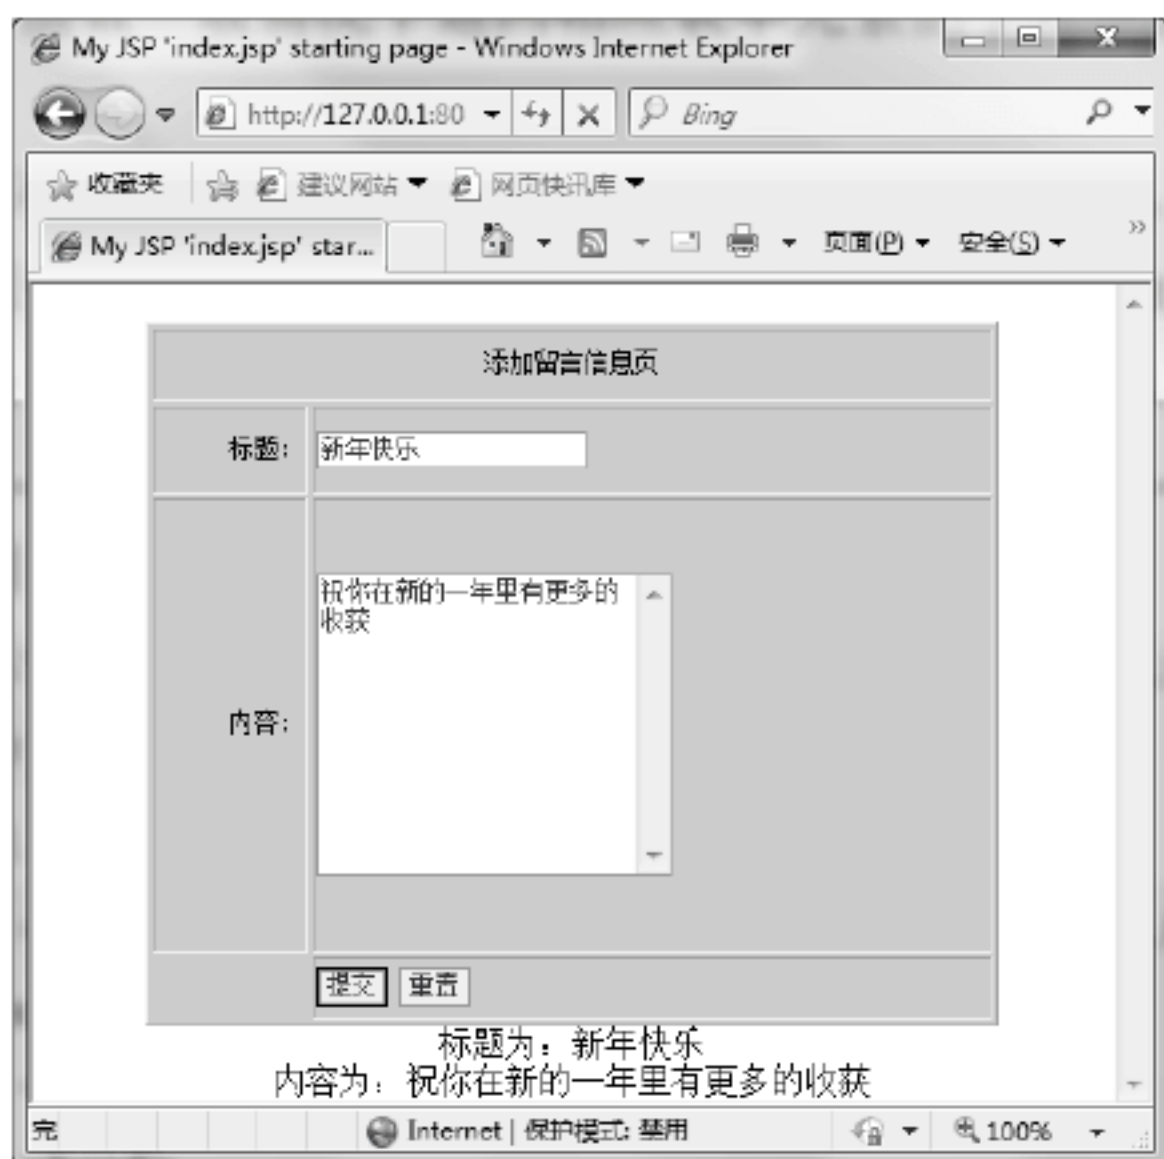 My JSP 'index.jsp' starting page - Windows Internet Explorer
http://127.0.0.1:80 Bing
收藏夹 建议网站 网页快讯库
My JSP 'index.jsp' star... 页面(P) 安全(S) »
添加留言信息页
标题: 新年快乐
祝你在新的一年里有更多的
收获
内容:
提交 重置
标题为：新年快乐
内容为：祝你在新的一年里有更多的收获
完 Internet | 保护模式: 禁用 100%